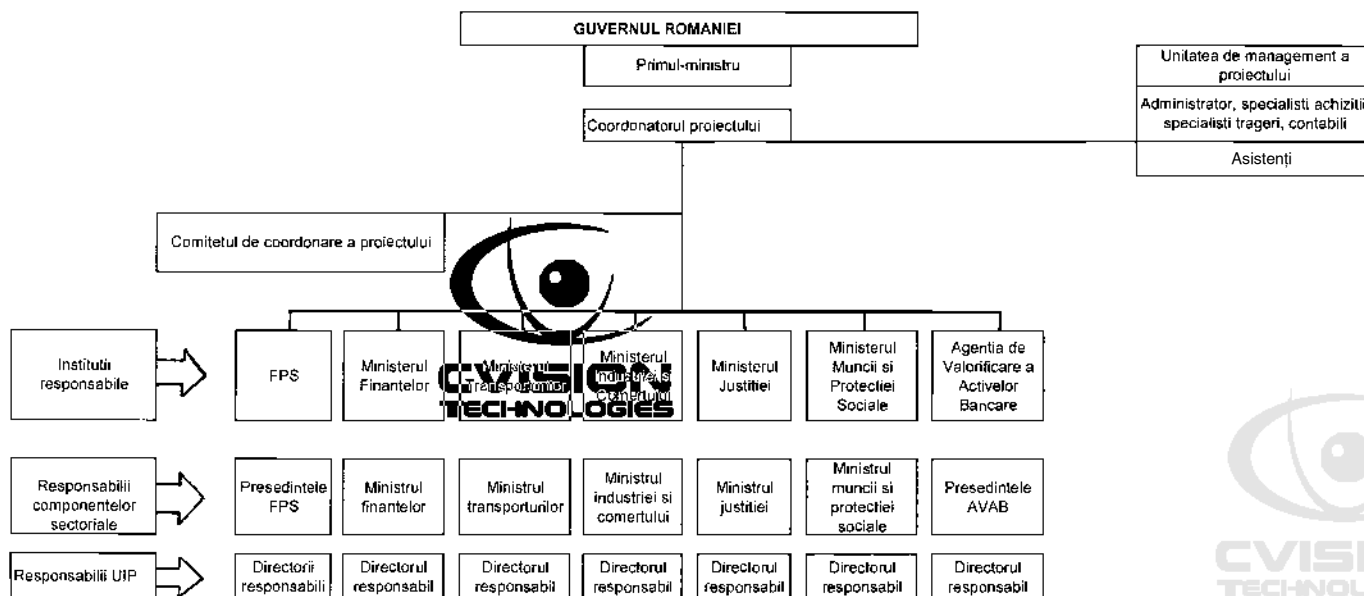 GUVERNUL ROMANIEI
Primul-ministru
Unitatea de management a
proiectului
Administrator, specialisti achizitii
specialisti trageri, contabili
Asistenți
Coordonatorul proiectului
Comitetul de coordonare a proiectului
Institutii
responsabile
FPS
Ministerul
Finantelor
Ministerul
Transporturilor
Ministerul
Industriei si
Comertului
Ministerul
Justitiei
Ministerul
Muncii si
Protectiei
Sociale
Agentia de
Valorificare a
Activelor
Bancare
CVISION
TECHNOLOGIES
Responsabilii
componentelor
sectoriale
Presedintele
FPS
Ministrul
finantelor
Ministrul
transporturilor
Ministrul
industriei si
comertului
Ministrul
justitiei
Ministrul
muncii si
protectiei
sociale
Presedintele
AVAB
Responsabilii UIP
Directorii
responsabili
Directorul
responsabil
Directorul
responsabil
Directorul
responsabil
Directorul
responsabil
Directorul
responsabil
Directorul
responsabil
CVISI
TECHNOL